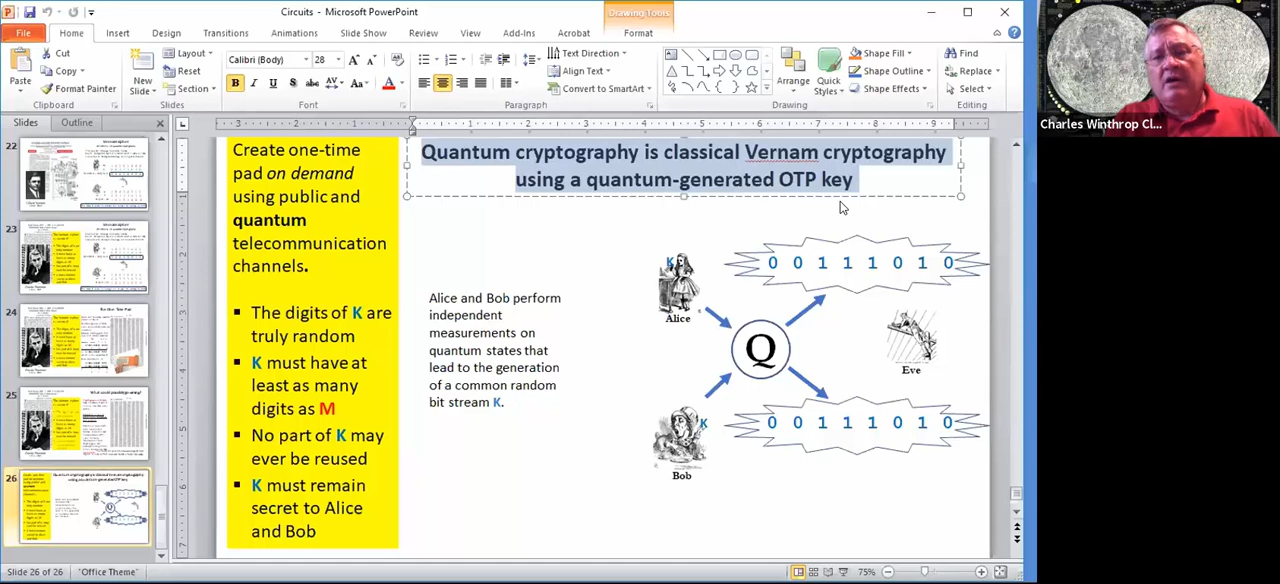 Circuits - Microsoft PowerPoint
Drawing Tools
File
Home
Insert
Design
Transitions
Animations
Slide Show
Review
View
Add-Ins
Acrobat
Format
Paste
Cut
Copy
Format Painter
Clipboard
New
Slide
Layout
Reset
Section
Slides
Calibri (Body)
28
B I U S abc AV Aa A
Font
Text Direction
Align Text
Convert to SmartArt
Paragraph
Arrange
Quick
Styles
Shape Fill
Shape Outline
Shape Effects
Drawing
Find
Replace
Select
Editing
Charles Winthrop Cl...
Slides
Outline
22
23
24
25
26
Create one-time
pad on demand
using public and
quantum
telecommunication
channels.
▪ The digits of K are
truly random
▪ K must have at
least as many
digits as M
▪ No part of K may
ever be reused
▪ K must remain
secret to Alice
and Bob
Quantum cryptography is classical Vernam cryptography
using a quantum-generated OTP key
Alice and Bob perform
independent
measurements on
quantum states that
lead to the generation
of a common random
bit stream K.
K
Alice
0 0 1 1 1 0 1 0
Q
Eve
K
Bob
0 0 1 1 1 0 1 0
Slide 26 of 26
"Office Theme"
75%